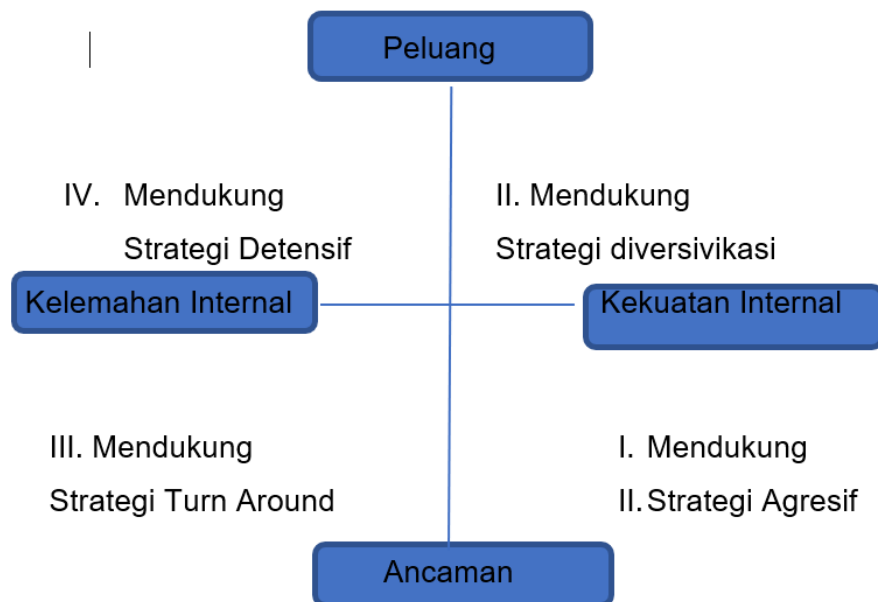 Peluang
IV. Mendukung
Strategi Detensif
II. Mendukung
Strategi diversivikasi
Kelemahan Internal
Kekuatan Internal
III. Mendukung
Strategi Turn Around
I. Mendukung
II. Strategi Agresif
Ancaman